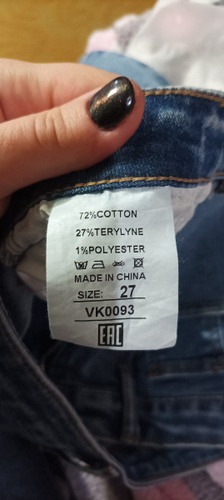 72%COTTON
27%TERYLYNE
1%POLYESTER
MADE IN CHINA
SIZE: 27
VK0093
EAC